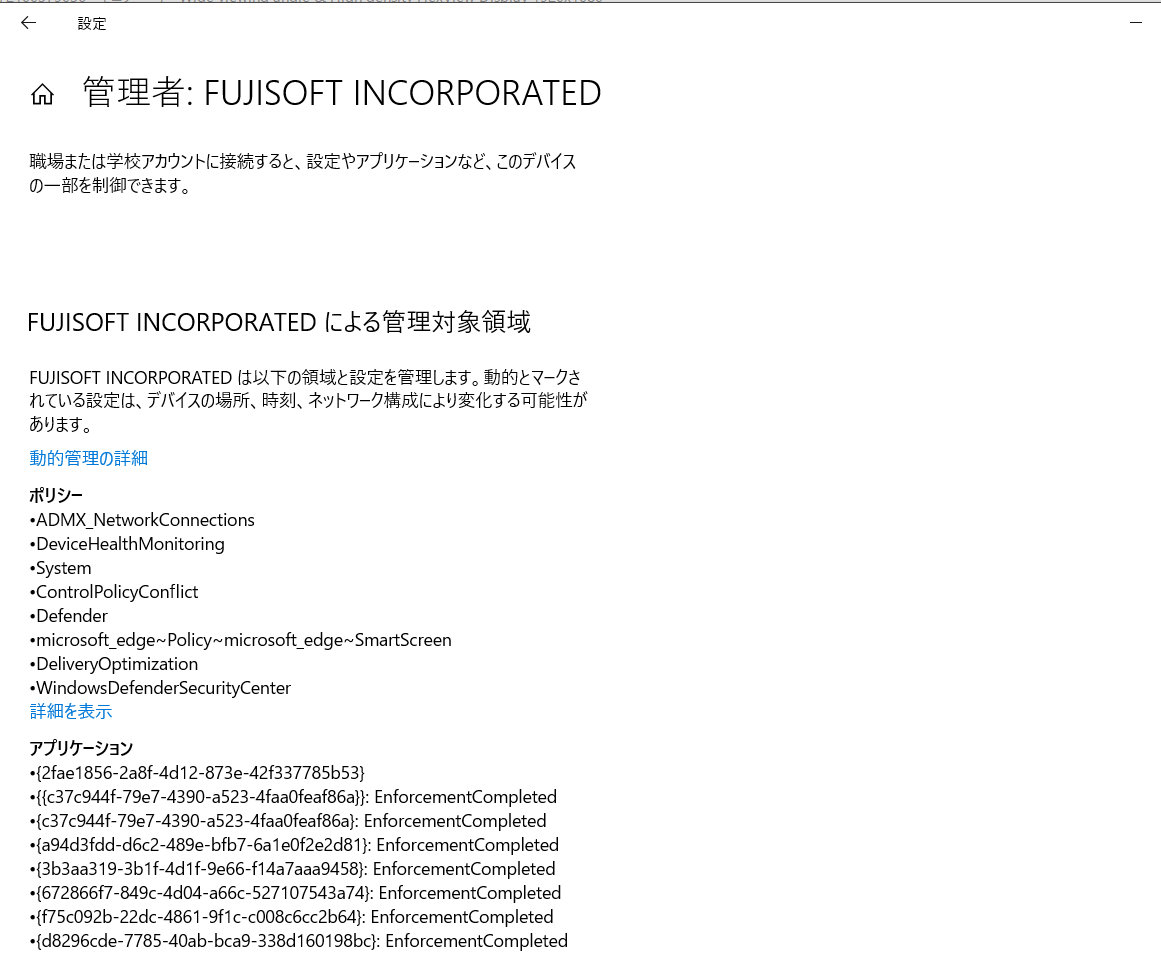 設定
管理者: FUJISOFT INCORPORATED
職場または学校アカウントに接続すると、設定やアプリケーションなど、このデバイス
の一部を制御できます。
FUJISOFT INCORPORATED による管理対象領域
FUJISOFT INCORPORATED は以下の領域と設定を管理します。動的とマークさ
れている設定は、デバイスの場所、時刻、ネットワーク構成により変化する可能性が
あります。
動的管理の詳細
ポリシー
•ADMX_NetworkConnections
•DeviceHealthMonitoring
•System
•ControlPolicyConflict
•Defender
•microsoft_edge~Policy~microsoft_edge~SmartScreen
•DeliveryOptimization
•WindowsDefenderSecurityCenter
詳細を表示
アプリケーション
•{2fae1856-2a8f-4d12-873e-42f337785b53}
•{{c37c944f-79e7-4390-a523-4faa0feaf86a}}: EnforcementCompleted
•{c37c944f-79e7-4390-a523-4faa0feaf86a}: EnforcementCompleted
•{a94d3fdd-d6c2-489e-bfb7-6a1e0f2e2d81}: EnforcementCompleted
•{3b3aa319-3b1f-4d1f-9e66-f14a7aaa9458}: EnforcementCompleted
•{672866f7-849c-4d04-a66c-527107543a74}: EnforcementCompleted
•{f75c092b-22dc-4861-9f1c-c008c6cc2b64}: EnforcementCompleted
•{d8296cde-7785-40ab-bca9-338d160198bc}: EnforcementCompleted